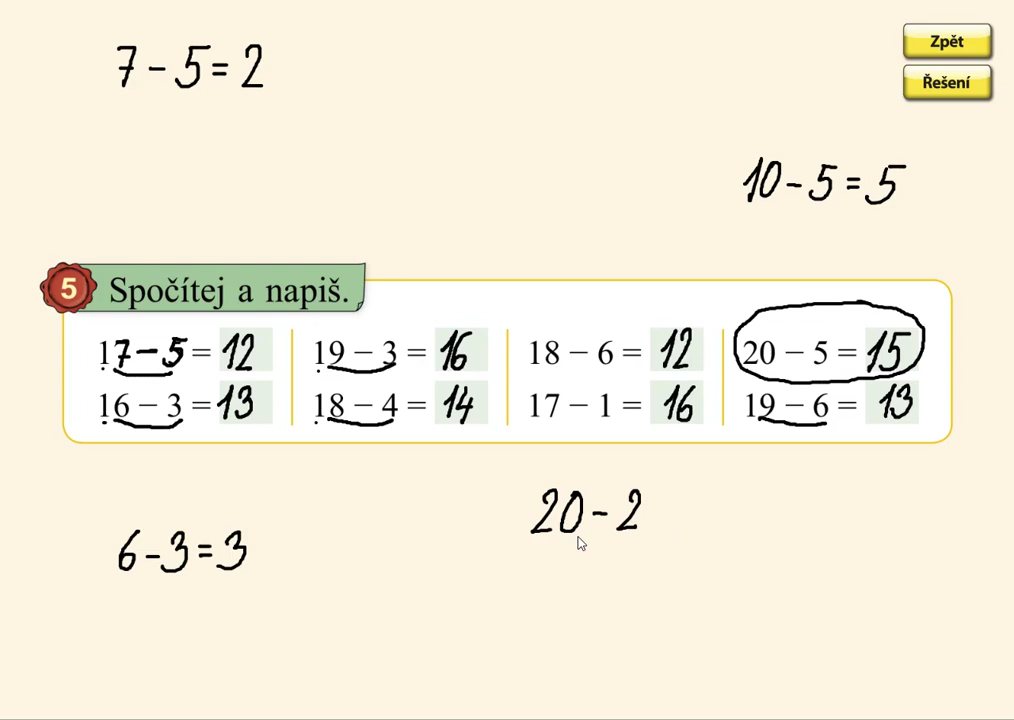 7-5=2
Zpět
Řešení
10-5=5
5 Spočítej a napiš.
17-5 = 12 19 − 3 = 16 18 − 6 = 12 20 − 5 = 15
16 − 3 = 13 18 − 4 = 14 17 − 1 = 16 19 − 6 = 13
20-2
6-3=3